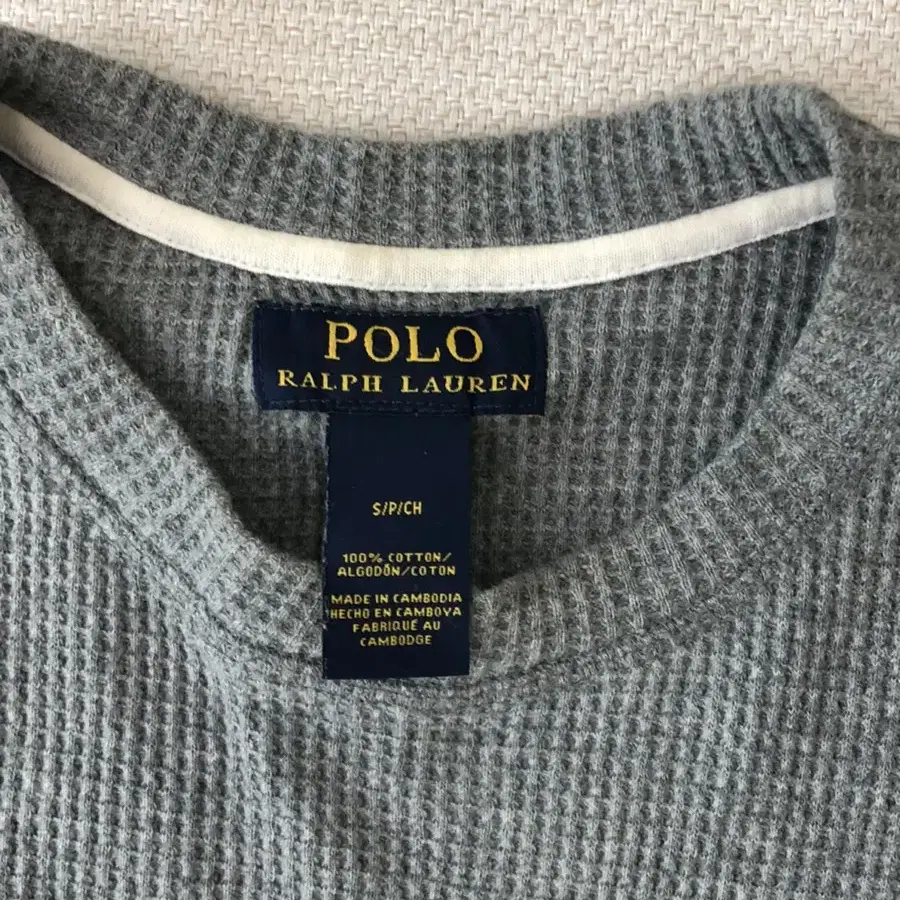 POLO
RALPH LAUREN
S/P/CH
100% COTTON/
ALGODÓN/COTON
MADE IN CAMBODIA
HECHO EN CAMBOYA
FABRIQUÉ AU
CAMBODGE